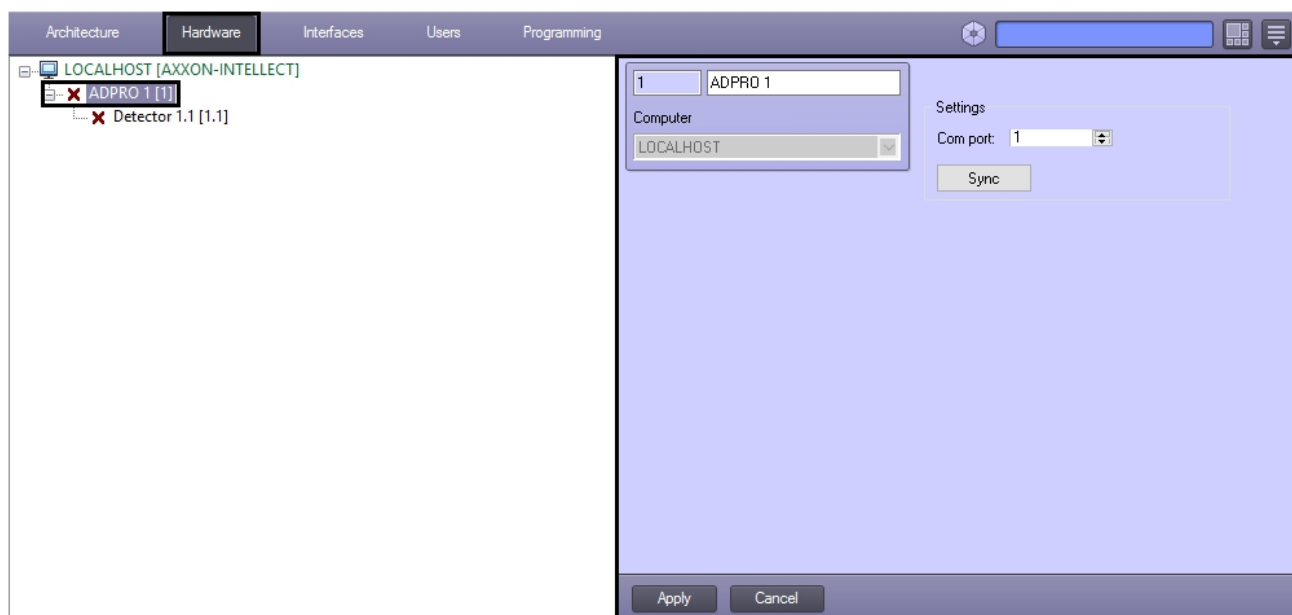 Architecture Hardware Interfaces Users Programming
LOCALHOST [AXXON-INTELLECT]
ADPRO 1 [1]
Detector 1.1 [1.1]
1 ADPRO 1
Computer
LOCALHOST
Settings
Com port: 1
Sync
Apply Cancel